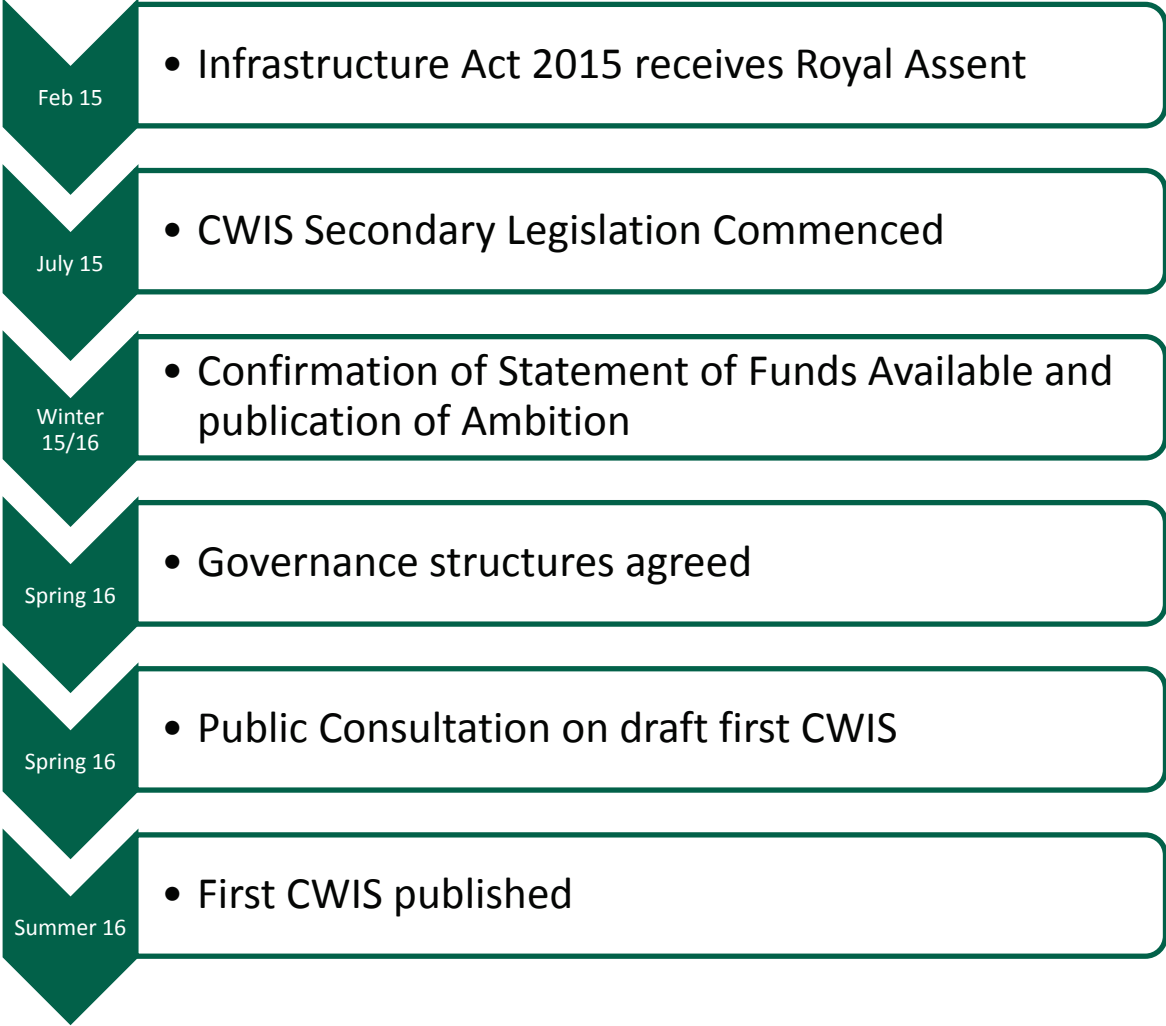 Feb 15
• Infrastructure Act 2015 receives Royal Assent
July 15
• CWIS Secondary Legislation Commenced
Winter
15/16
• Confirmation of Statement of Funds Available and
publication of Ambition
Spring 16
• Governance structures agreed
Spring 16
• Public Consultation on draft first CWIS
Summer 16
• First CWIS published